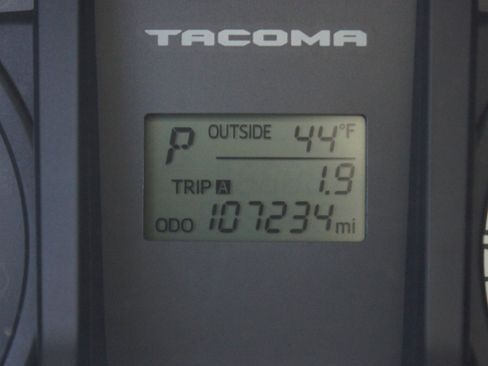 TACOMA
P OUTSIDE 44°F
TRIP A 1.9
ODO 107234 mi